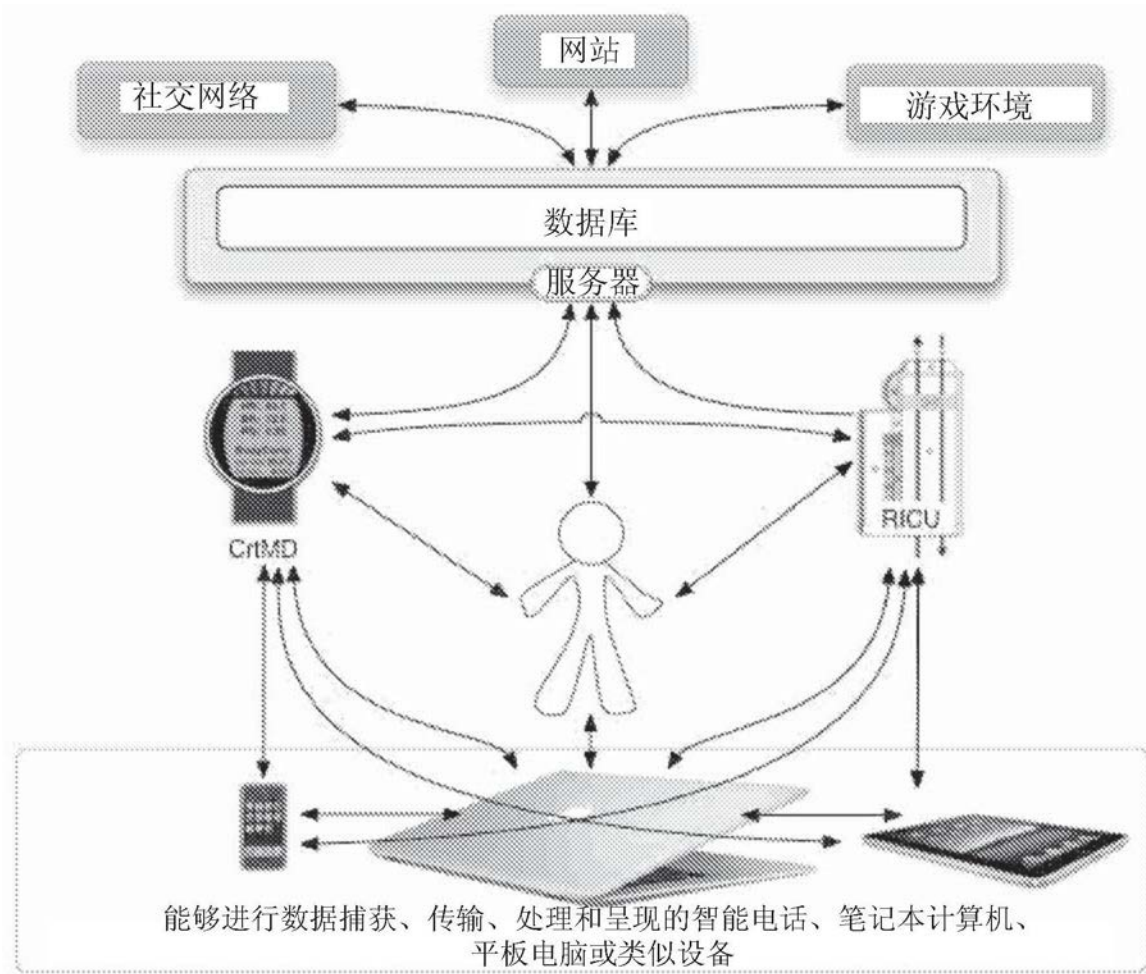 网站
社交网络
游戏环境
数据库
服务器
RICU
CrtMD
能够进行数据捕获、传输、处理和呈现的智能电话、笔记本计算机、
平板电脑或类似设备